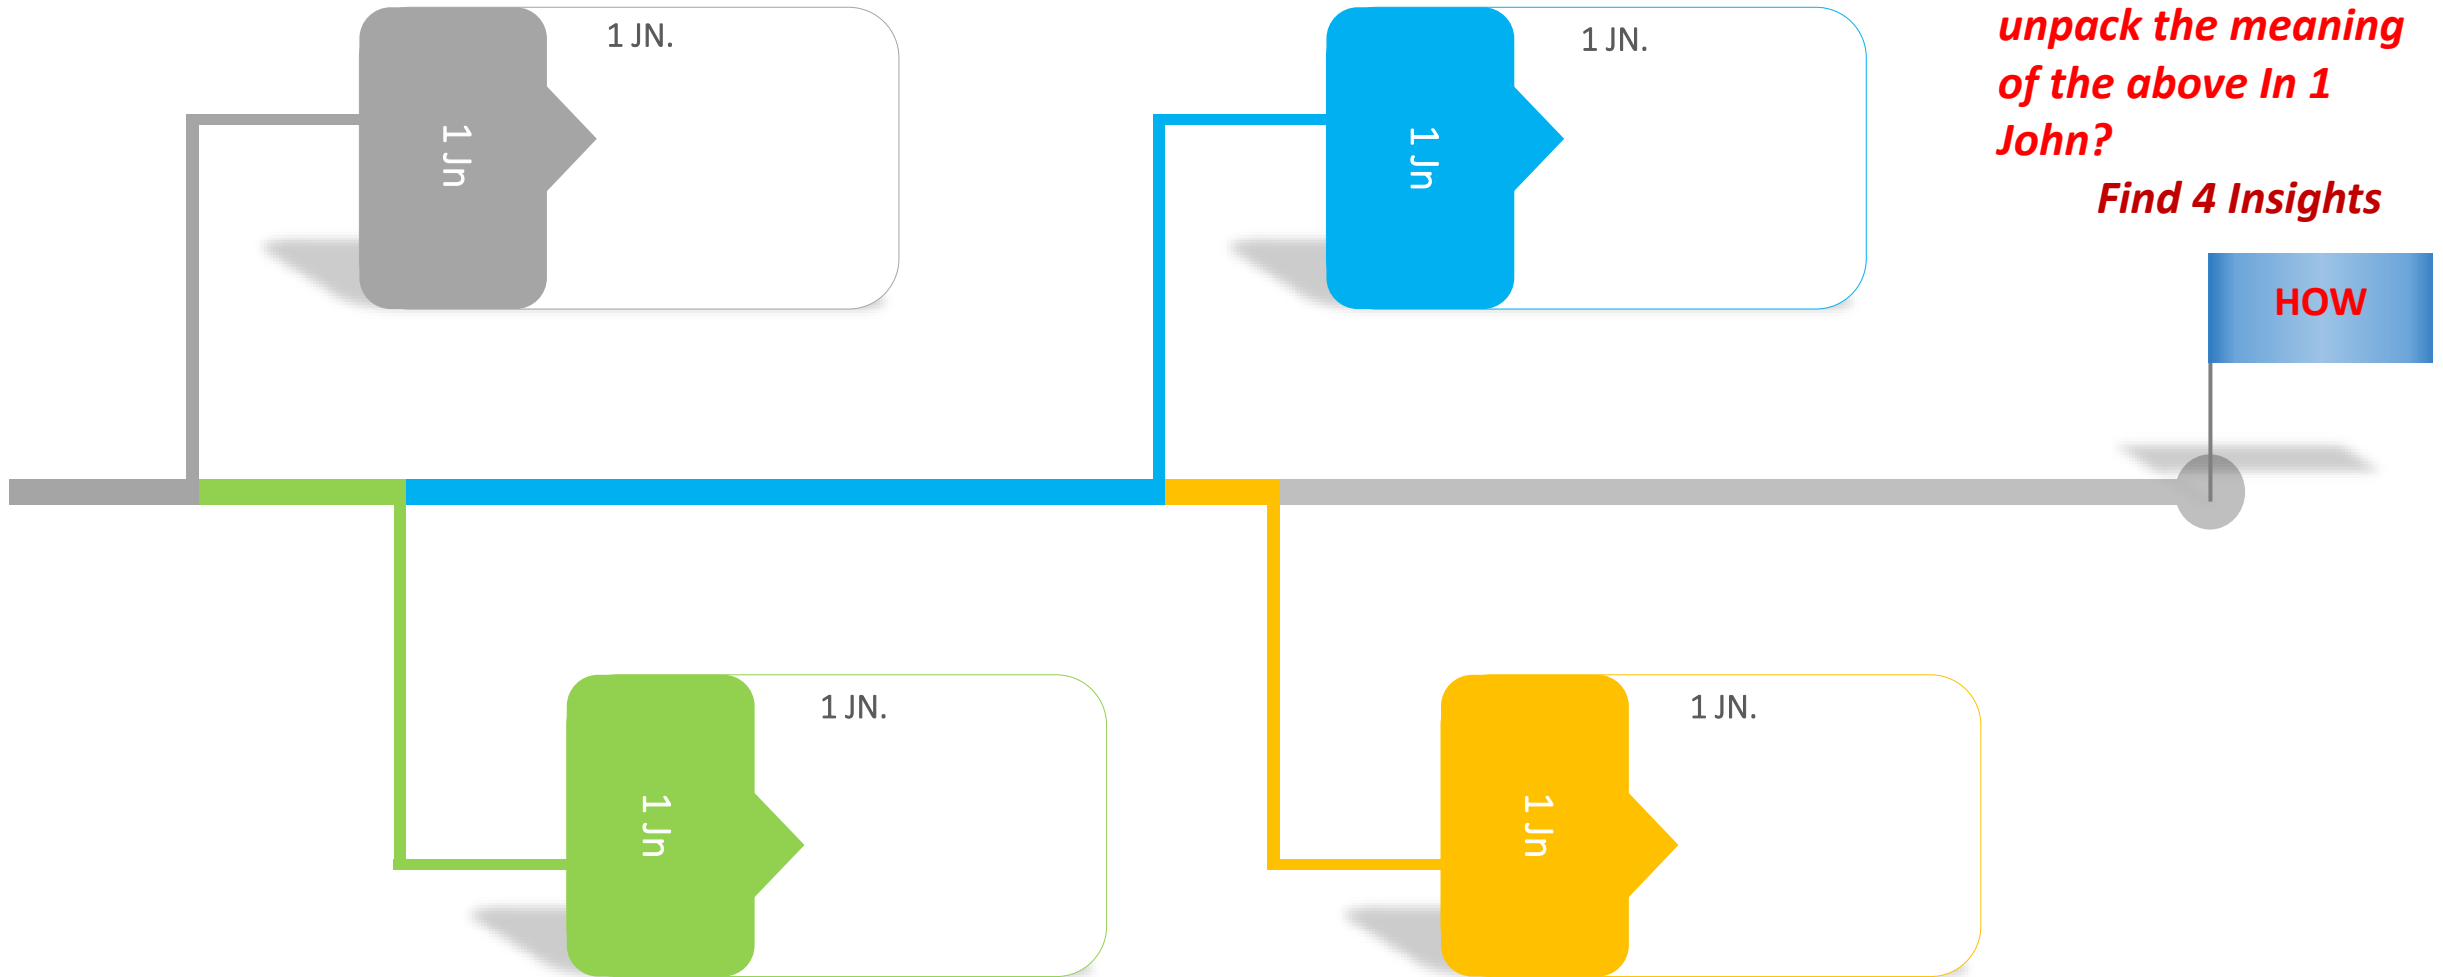 1 JN.
1 Jn
1 JN.
1 Jn
unpack the meaning
of the above In 1
John?
Find 4 Insights
HOW
1 JN.
1 Jn
1 JN.
1 Jn